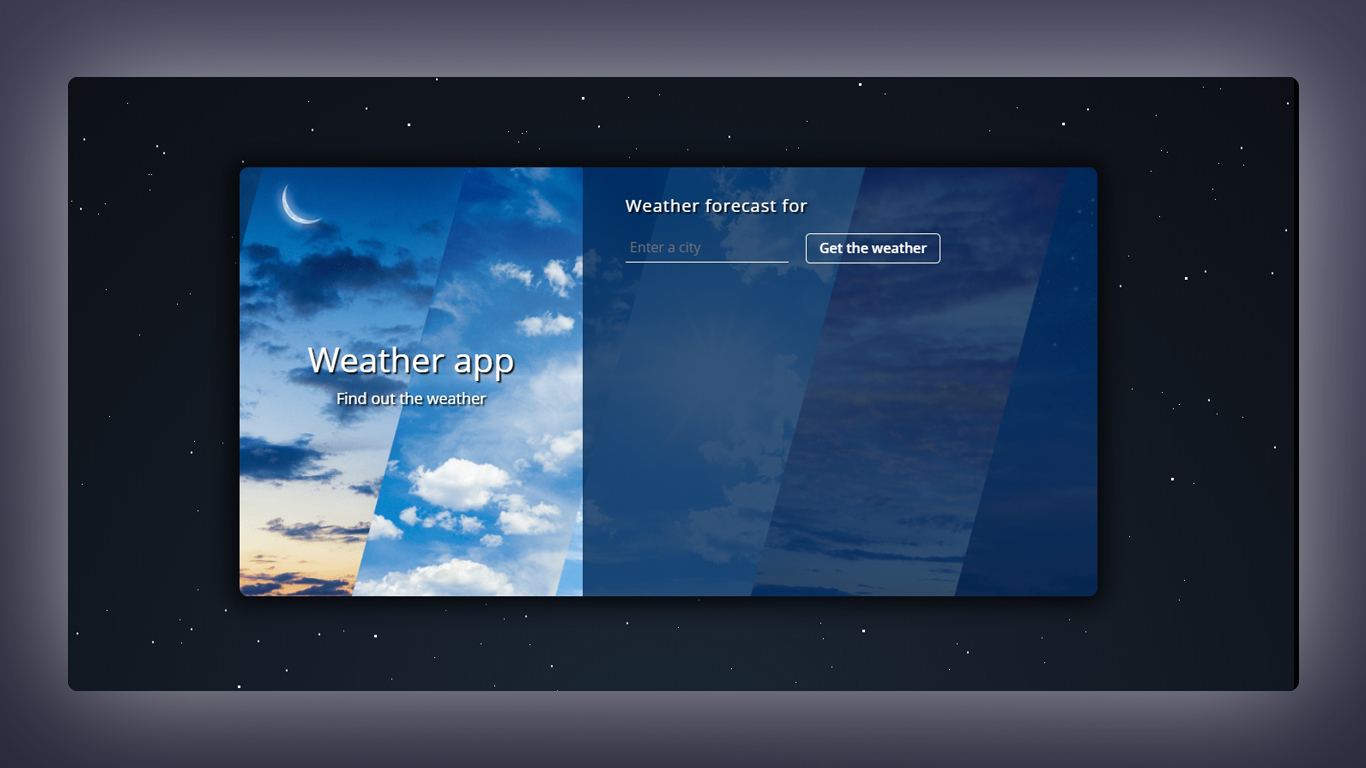 Weather app
Find out the weather
Weather forecast for
Enter a city
Get the weather